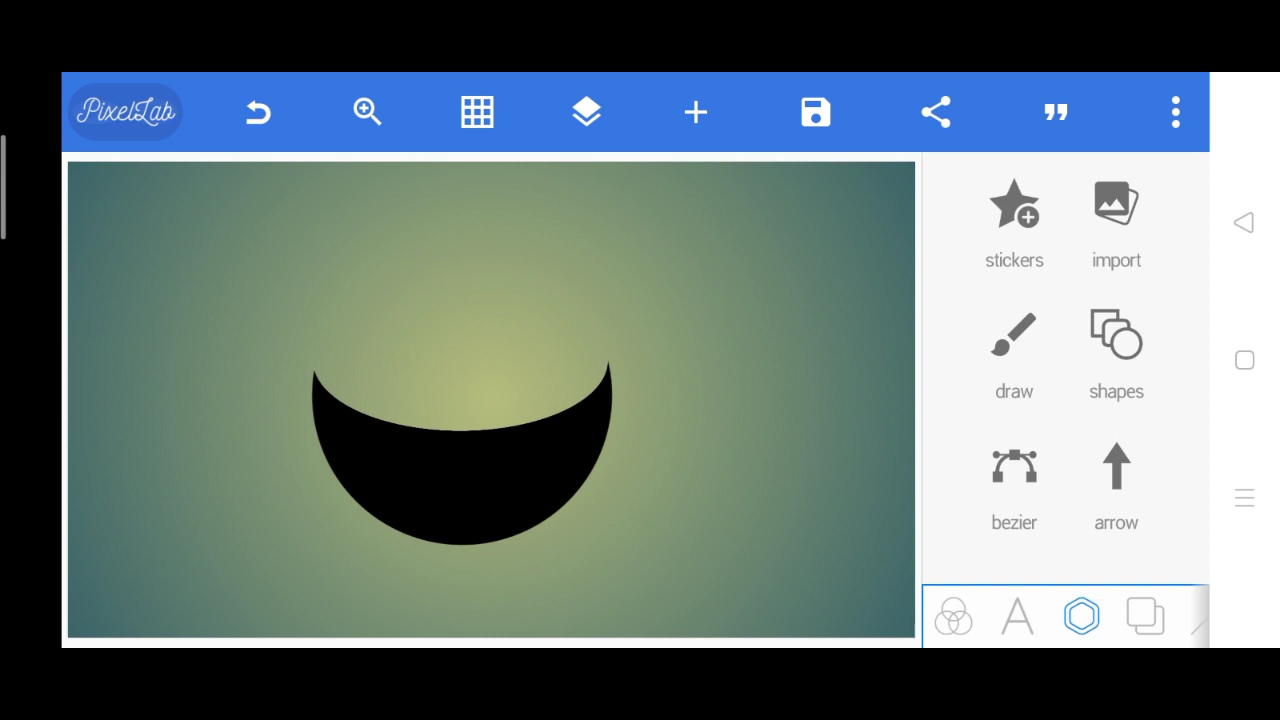 PixelLab
stickers
import
draw
shapes
bezier
arrow